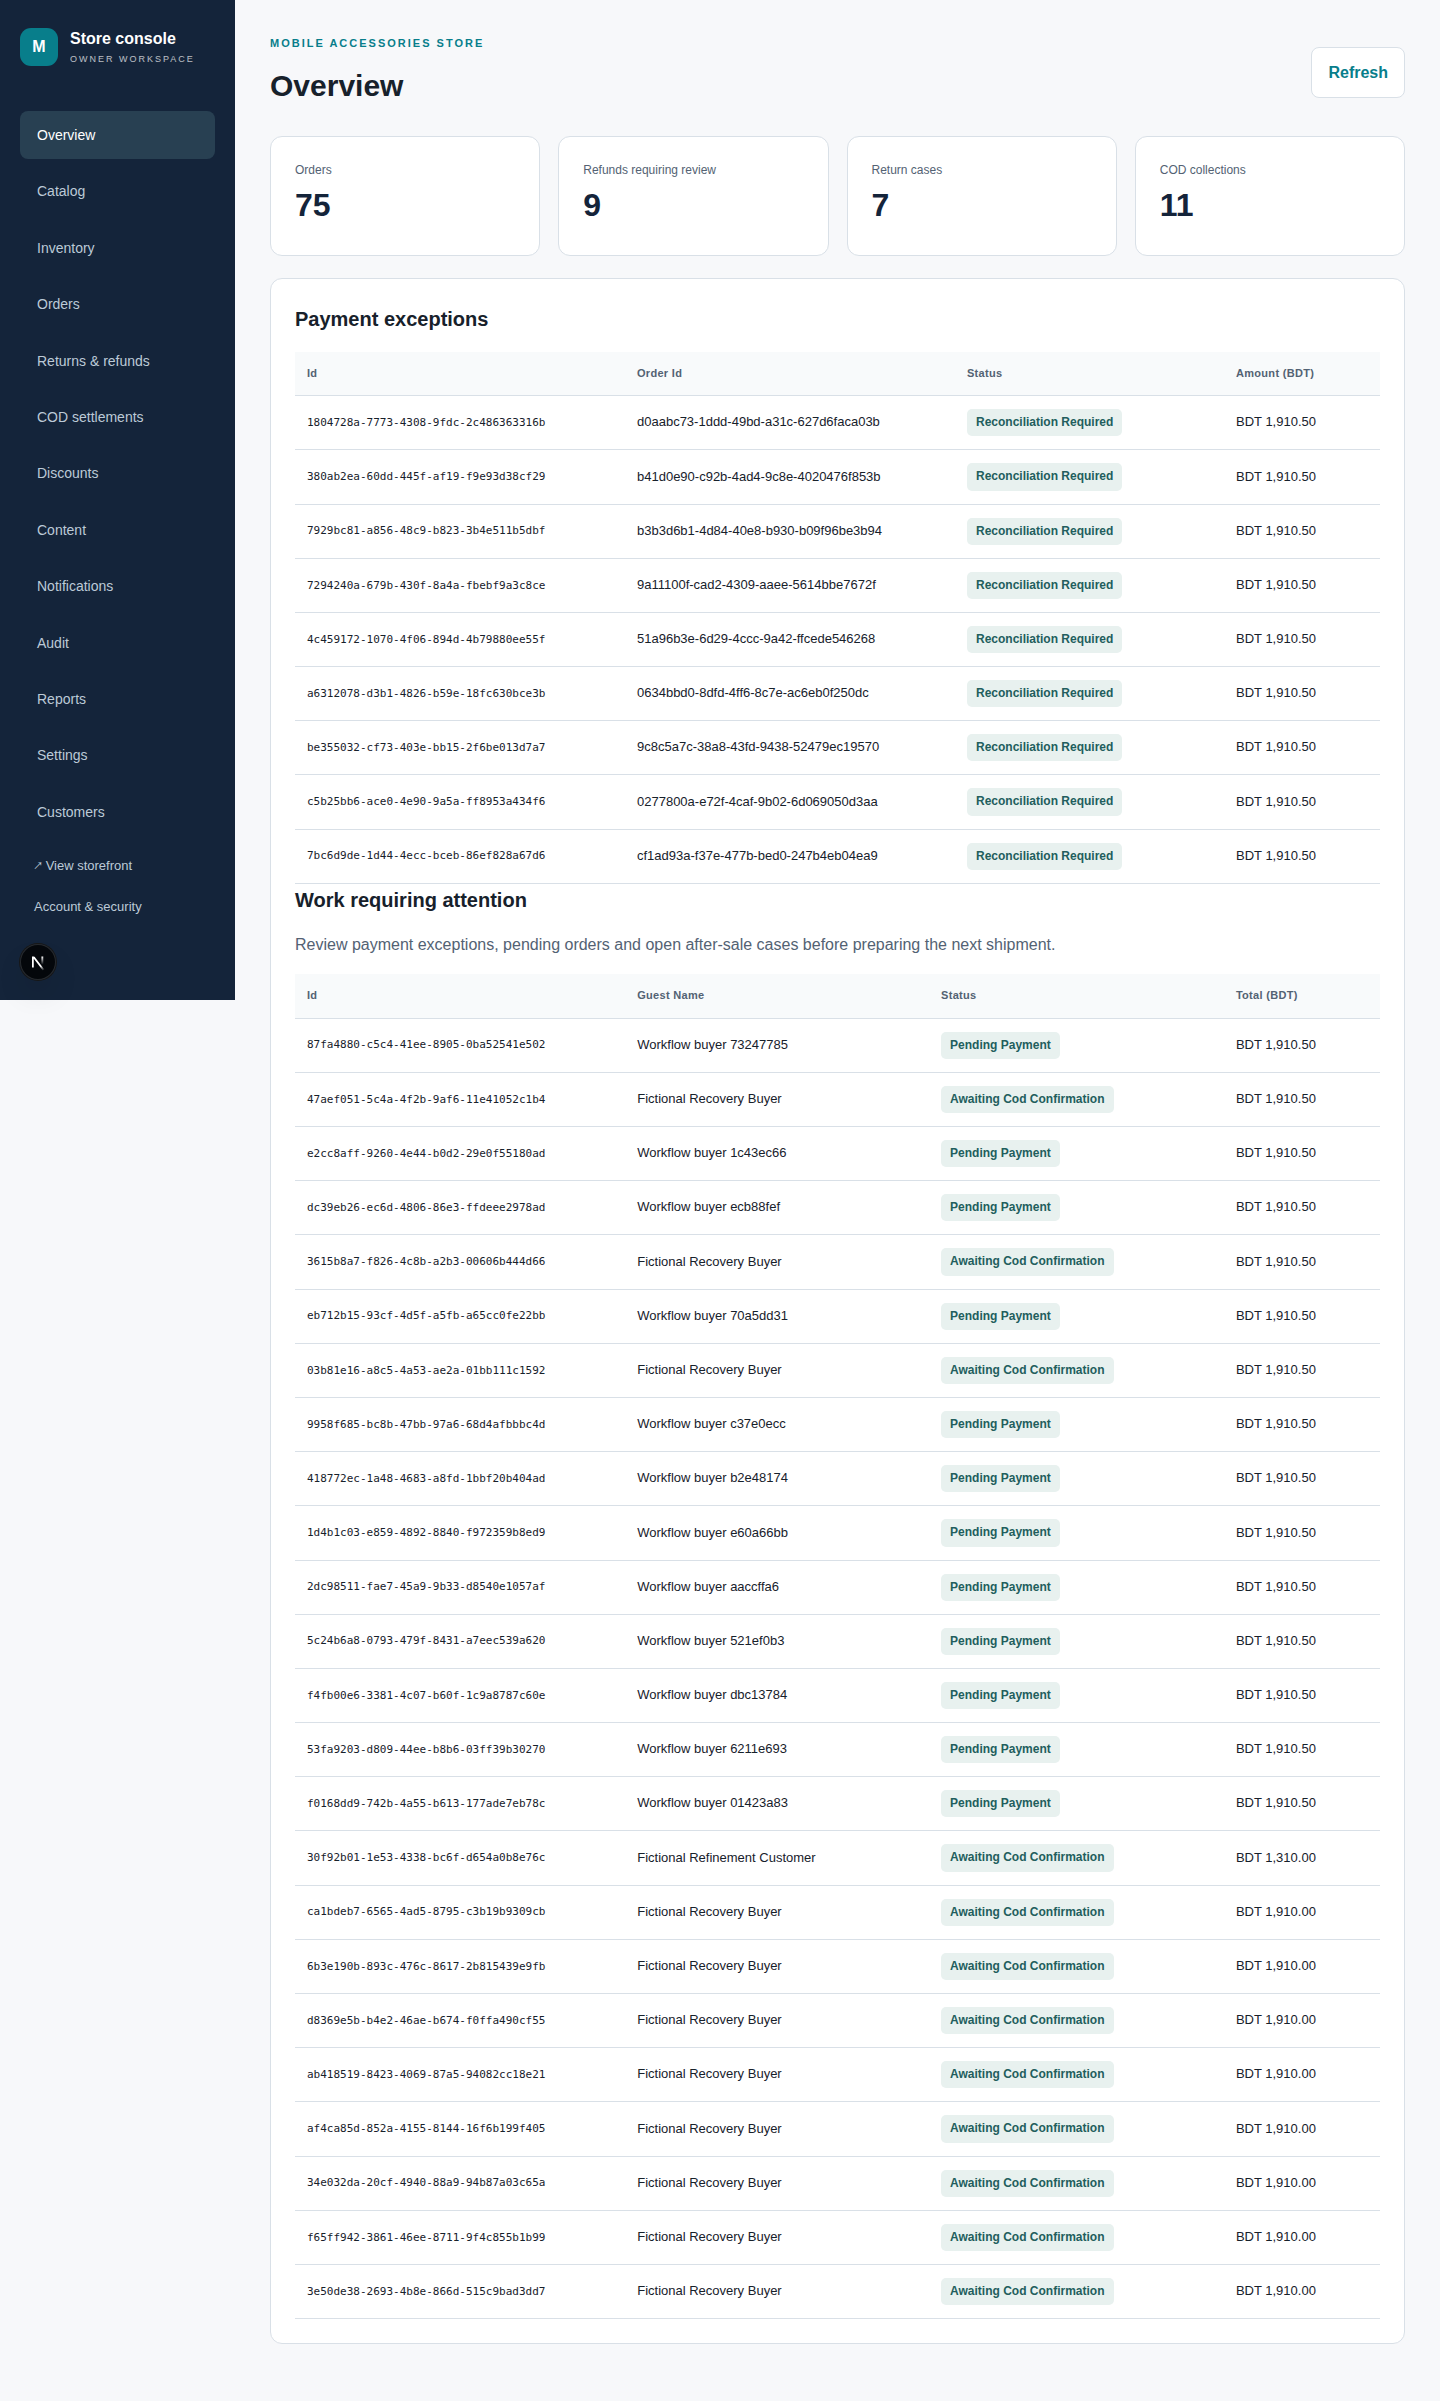 M
Store console
OWNER WORKSPACE
Overview
Catalog
Inventory
Orders
Returns & refunds
COD settlements
Discounts
Content
Notifications
Audit
Reports
Settings
Customers
↗ View storefront
Account & security
N
MOBILE ACCESSORIES STORE
Overview
Refresh
Orders
75
Refunds requiring review
9
Return cases
7
COD collections
11
Payment exceptions
Id Order Id Status Amount (BDT)
1804728a-7773-4308-9fdc-2c486363316b d0aabc73-1ddd-49bd-a31c-627d6faca03b Reconciliation Required BDT 1,910.50
380ab2ea-60dd-445f-af19-f9e93d38cf29 b41d0e90-c92b-4ad4-9c8e-4020476f853b Reconciliation Required BDT 1,910.50
7929bc81-a856-48c9-b823-3b4e511b5dbf b3b3d6b1-4d84-40e8-b930-b09f96be3b94 Reconciliation Required BDT 1,910.50
7294240a-679b-430f-8a4a-fbebf9a3c8ce 9a11100f-cad2-4309-aaee-5614bbe7672f Reconciliation Required BDT 1,910.50
4c459172-1070-4f06-894d-4b79880ee55f 51a96b3e-6d29-4ccc-9a42-ffcede546268 Reconciliation Required BDT 1,910.50
a6312078-d3b1-4826-b59e-18fc630bce3b 0634bbd0-8dfd-4ff6-8c7e-ac6eb0f250dc Reconciliation Required BDT 1,910.50
be355032-cf73-403e-bb15-2f6be013d7a7 9c8c5a7c-38a8-43fd-9438-52479ec19570 Reconciliation Required BDT 1,910.50
c5b25bb6-ace0-4e90-9a5a-ff8953a434f6 0277800a-e72f-4caf-9b02-6d069050d3aa Reconciliation Required BDT 1,910.50
7bc6d9de-1d44-4ecc-bceb-86ef828a67d6 cf1ad93a-f37e-477b-bed0-247b4eb04ea9 Reconciliation Required BDT 1,910.50
Work requiring attention
Review payment exceptions, pending orders and open after-sale cases before preparing the next shipment.
Id Guest Name Status Total (BDT)
87fa4880-c5c4-41ee-8905-0ba52541e502 Workflow buyer 73247785 Pending Payment BDT 1,910.50
47aef051-5c4a-4f2b-9af6-11e41052c1b4 Fictional Recovery Buyer Awaiting Cod Confirmation BDT 1,910.50
e2cc8aff-9260-4e44-b0d2-29e0f55180ad Workflow buyer 1c43ec66 Pending Payment BDT 1,910.50
dc39eb26-ec6d-4806-86e3-ffdeee2978ad Workflow buyer ecb88fef Pending Payment BDT 1,910.50
3615b8a7-f826-4c8b-a2b3-00606b444d66 Fictional Recovery Buyer Awaiting Cod Confirmation BDT 1,910.50
eb712b15-93cf-4d5f-a5fb-a65cc0fe22bb Workflow buyer 70a5dd31 Pending Payment BDT 1,910.50
03b81e16-a8c5-4a53-ae2a-01bb111c1592 Fictional Recovery Buyer Awaiting Cod Confirmation BDT 1,910.50
9958f685-bc8b-47bb-97a6-68d4afbbbc4d Workflow buyer c37e0ecc Pending Payment BDT 1,910.50
418772ec-1a48-4683-a8fd-1bbf20b404ad Workflow buyer b2e48174 Pending Payment BDT 1,910.50
1d4b1c03-e859-4892-8840-f972359b8ed9 Workflow buyer e60a66bb Pending Payment BDT 1,910.50
2dc98511-fae7-45a9-9b33-d8540e1057af Workflow buyer aaccffa6 Pending Payment BDT 1,910.50
5c24b6a8-0793-479f-8431-a7eec539a620 Workflow buyer 521ef0b3 Pending Payment BDT 1,910.50
f4fb00e6-3381-4c07-b60f-1c9a8787c60e Workflow buyer dbc13784 Pending Payment BDT 1,910.50
53fa9203-d809-44ee-b8b6-03ff39b30270 Workflow buyer 6211e693 Pending Payment BDT 1,910.50
f0168dd9-742b-4a55-b613-177ade7eb78c Workflow buyer 01423a83 Pending Payment BDT 1,910.50
30f92b01-1e53-4338-bc6f-d654a0b8e76c Fictional Refinement Customer Awaiting Cod Confirmation BDT 1,310.00
ca1bdeb7-6565-4ad5-8795-c3b19b9309cb Fictional Recovery Buyer Awaiting Cod Confirmation BDT 1,910.00
6b3e190b-893c-476c-8617-2b815439e9fb Fictional Recovery Buyer Awaiting Cod Confirmation BDT 1,910.00
d8369e5b-b4e2-46ae-b674-f0ffa490cf55 Fictional Recovery Buyer Awaiting Cod Confirmation BDT 1,910.00
ab418519-8423-4069-87a5-94082cc18e21 Fictional Recovery Buyer Awaiting Cod Confirmation BDT 1,910.00
af4ca85d-852a-4155-8144-16f6b199f405 Fictional Recovery Buyer Awaiting Cod Confirmation BDT 1,910.00
34e032da-20cf-4940-88a9-94b87a03c65a Fictional Recovery Buyer Awaiting Cod Confirmation BDT 1,910.00
f65ff942-3861-46ee-8711-9f4c855b1b99 Fictional Recovery Buyer Awaiting Cod Confirmation BDT 1,910.00
3e50de38-2693-4b8e-866d-515c9bad3dd7 Fictional Recovery Buyer Awaiting Cod Confirmation BDT 1,910.00